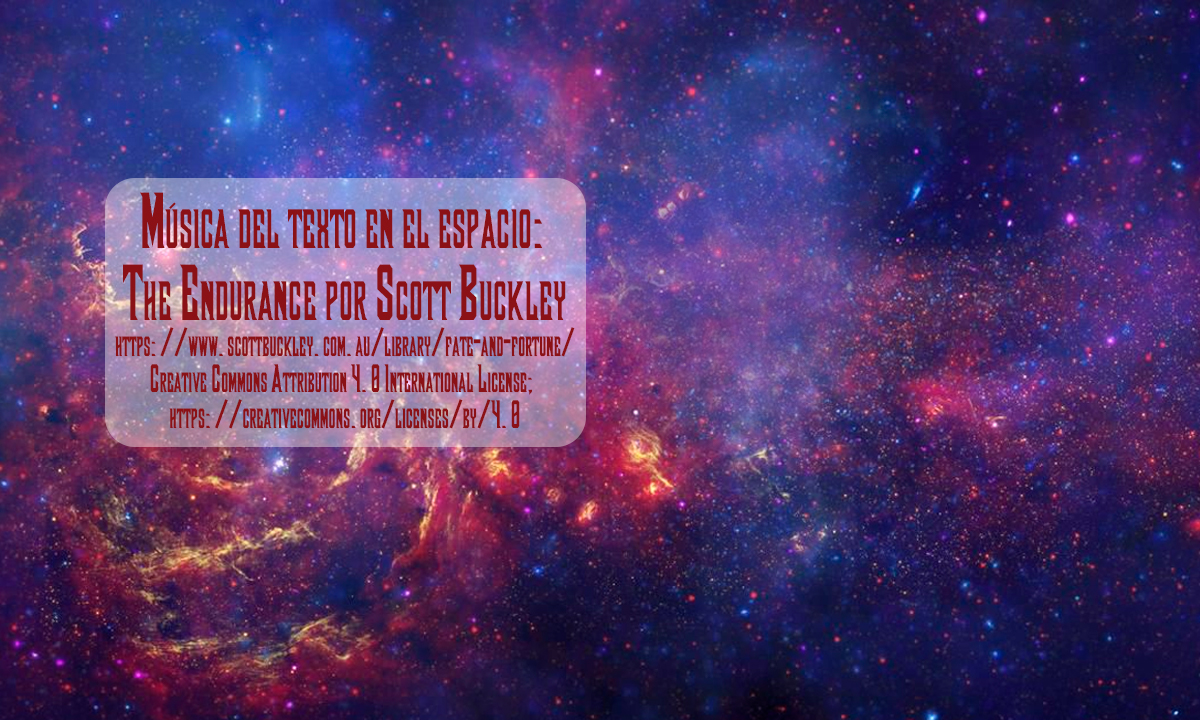 Música del texto en el espacio:
The Endurance por Scott Buckley
https://www.scottbuckley.com.au/library/fate-and-fortune/
Creative Commons Attribution 4.0 International License;
https://creativecommons.org/licenses/by/4.0